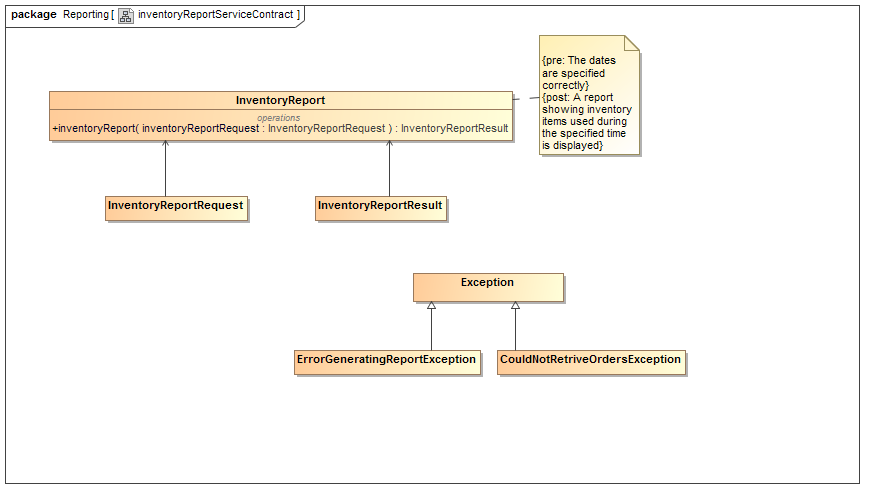 package Reporting [ inventoryReportServiceContract ]
{pre: The dates
are specified
correctly}
{post: A report
showing inventory
items used during
the specified time
is displayed}
InventoryReport
operations
+inventoryReport( inventoryReportRequest : InventoryReportRequest ) : InventoryReportResult
InventoryReportRequest
InventoryReportResult
Exception
ErrorGeneratingReportException
CouldNotRetriveOrdersException